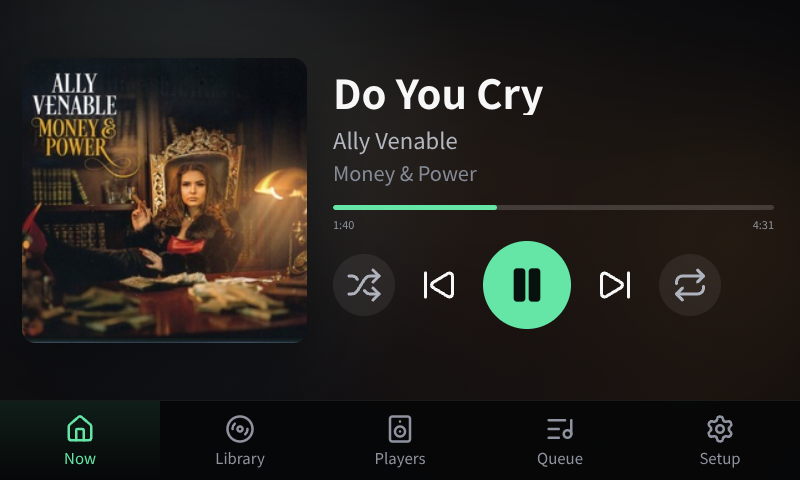 ALLY
VENABLE
MONEY &
POWER
Do You Cry
Ally Venable
Money & Power
1:40
4:31
Now
Library
Players
Queue
Setup